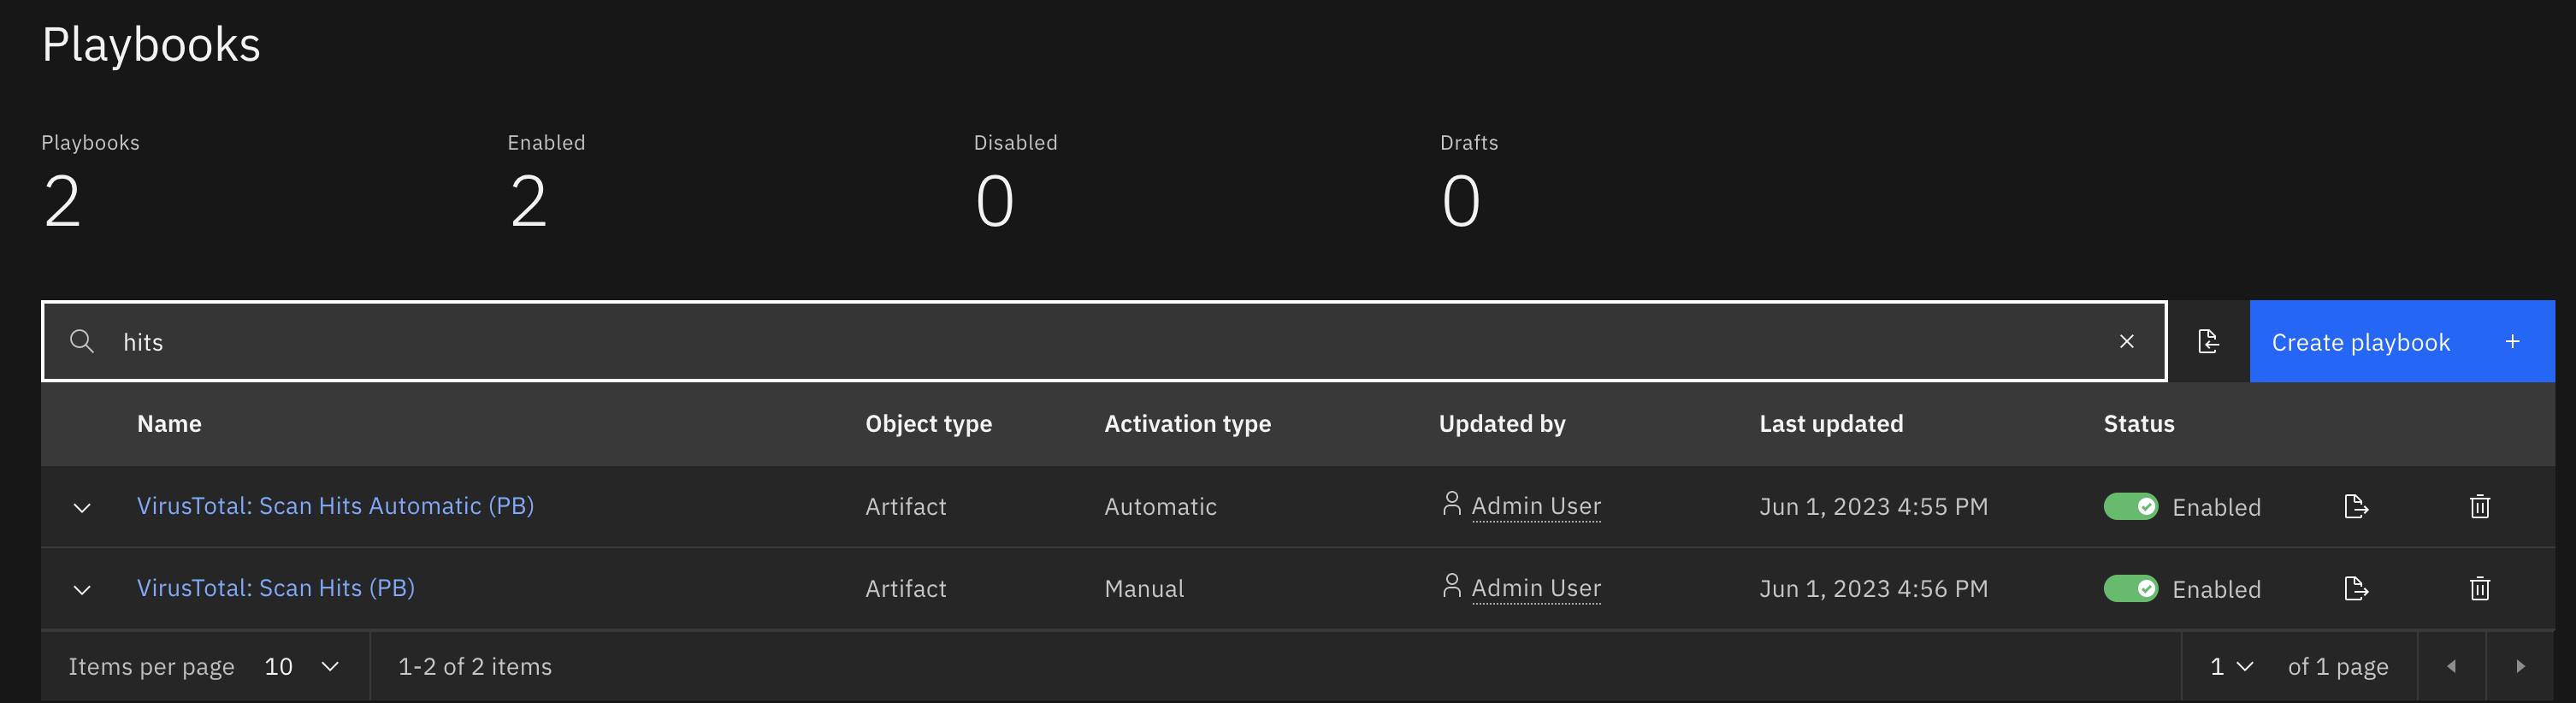 Playbooks
Playbooks Enabled Disabled Drafts
2 2 0 0
hits Create playbook +
Name Object type Activation type Updated by Last updated Status
VirusTotal: Scan Hits Automatic (PB) Artifact Automatic Admin User Jun 1, 2023 4:55 PM Enabled
VirusTotal: Scan Hits (PB) Artifact Manual Admin User Jun 1, 2023 4:56 PM Enabled
Items per page 10 1-2 of 2 items 1 of 1 page